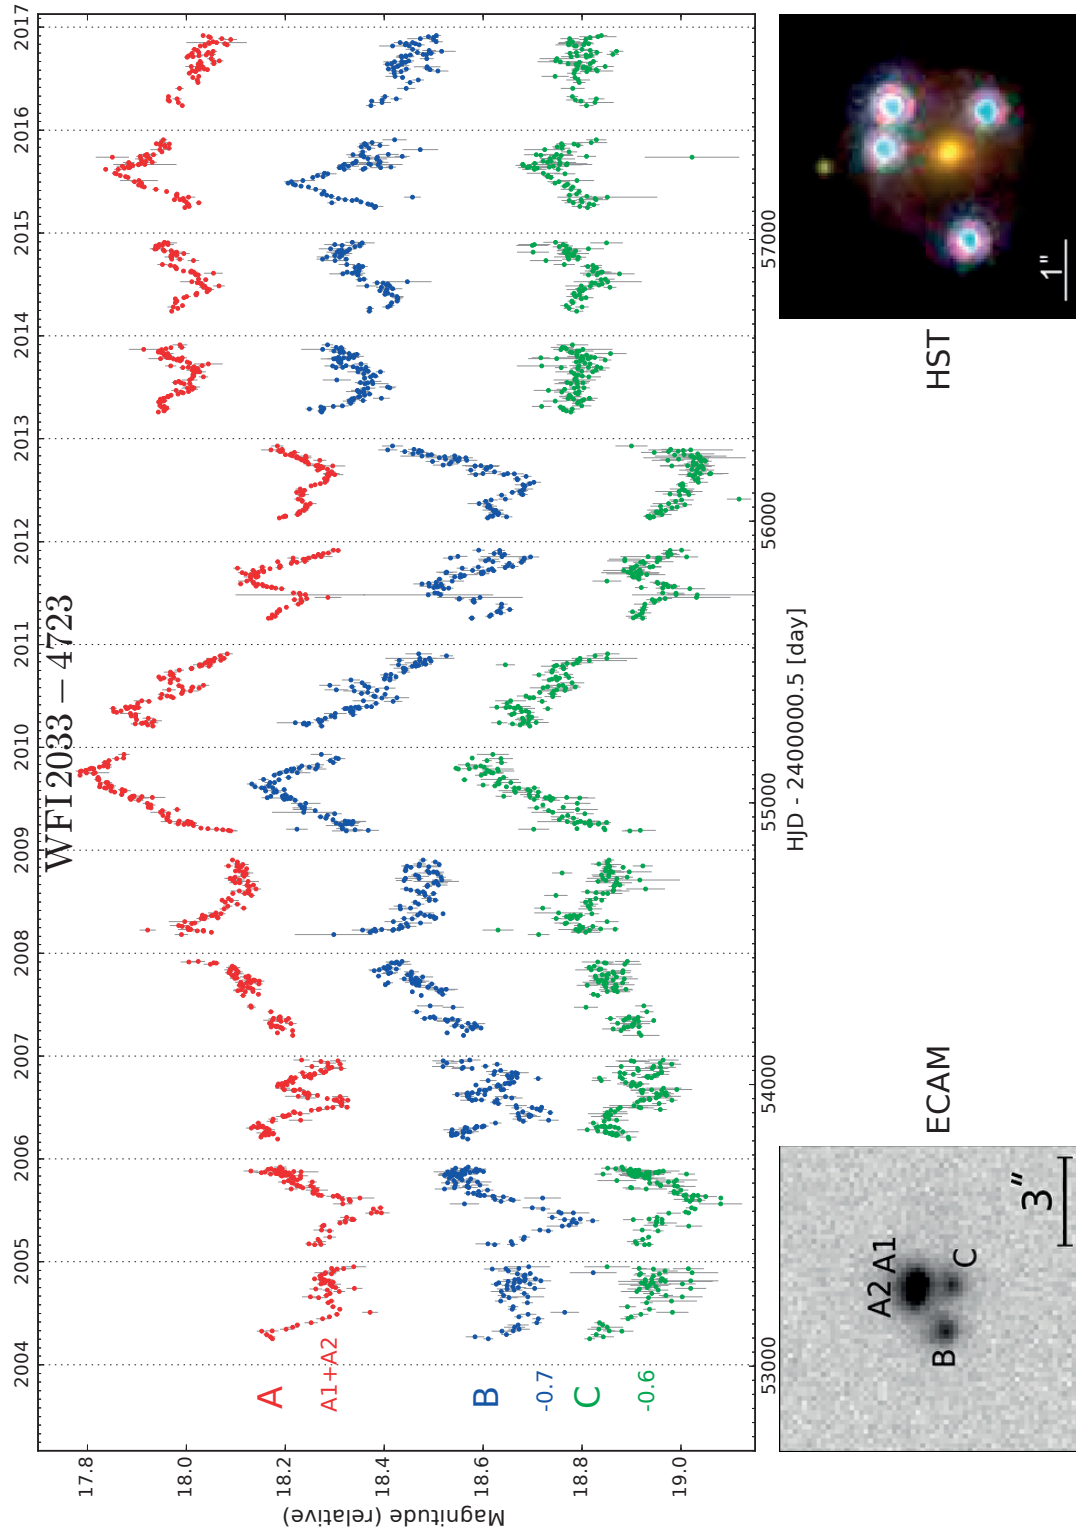 WFI2033−4723
2004 2005 2006 2007 2008 2009 2010 2011 2012 2013 2014 2015 2016 2017
Magnitude (relative)
17.8
18.0
18.2
18.4
18.6
18.8
19.0
A
A1+A2
B
-0.7
C
-0.6
53000 54000 55000 56000 57000
HJD - 2400000.5 [day]
A2 A1
B
C
3"
ECAM
HST
1"